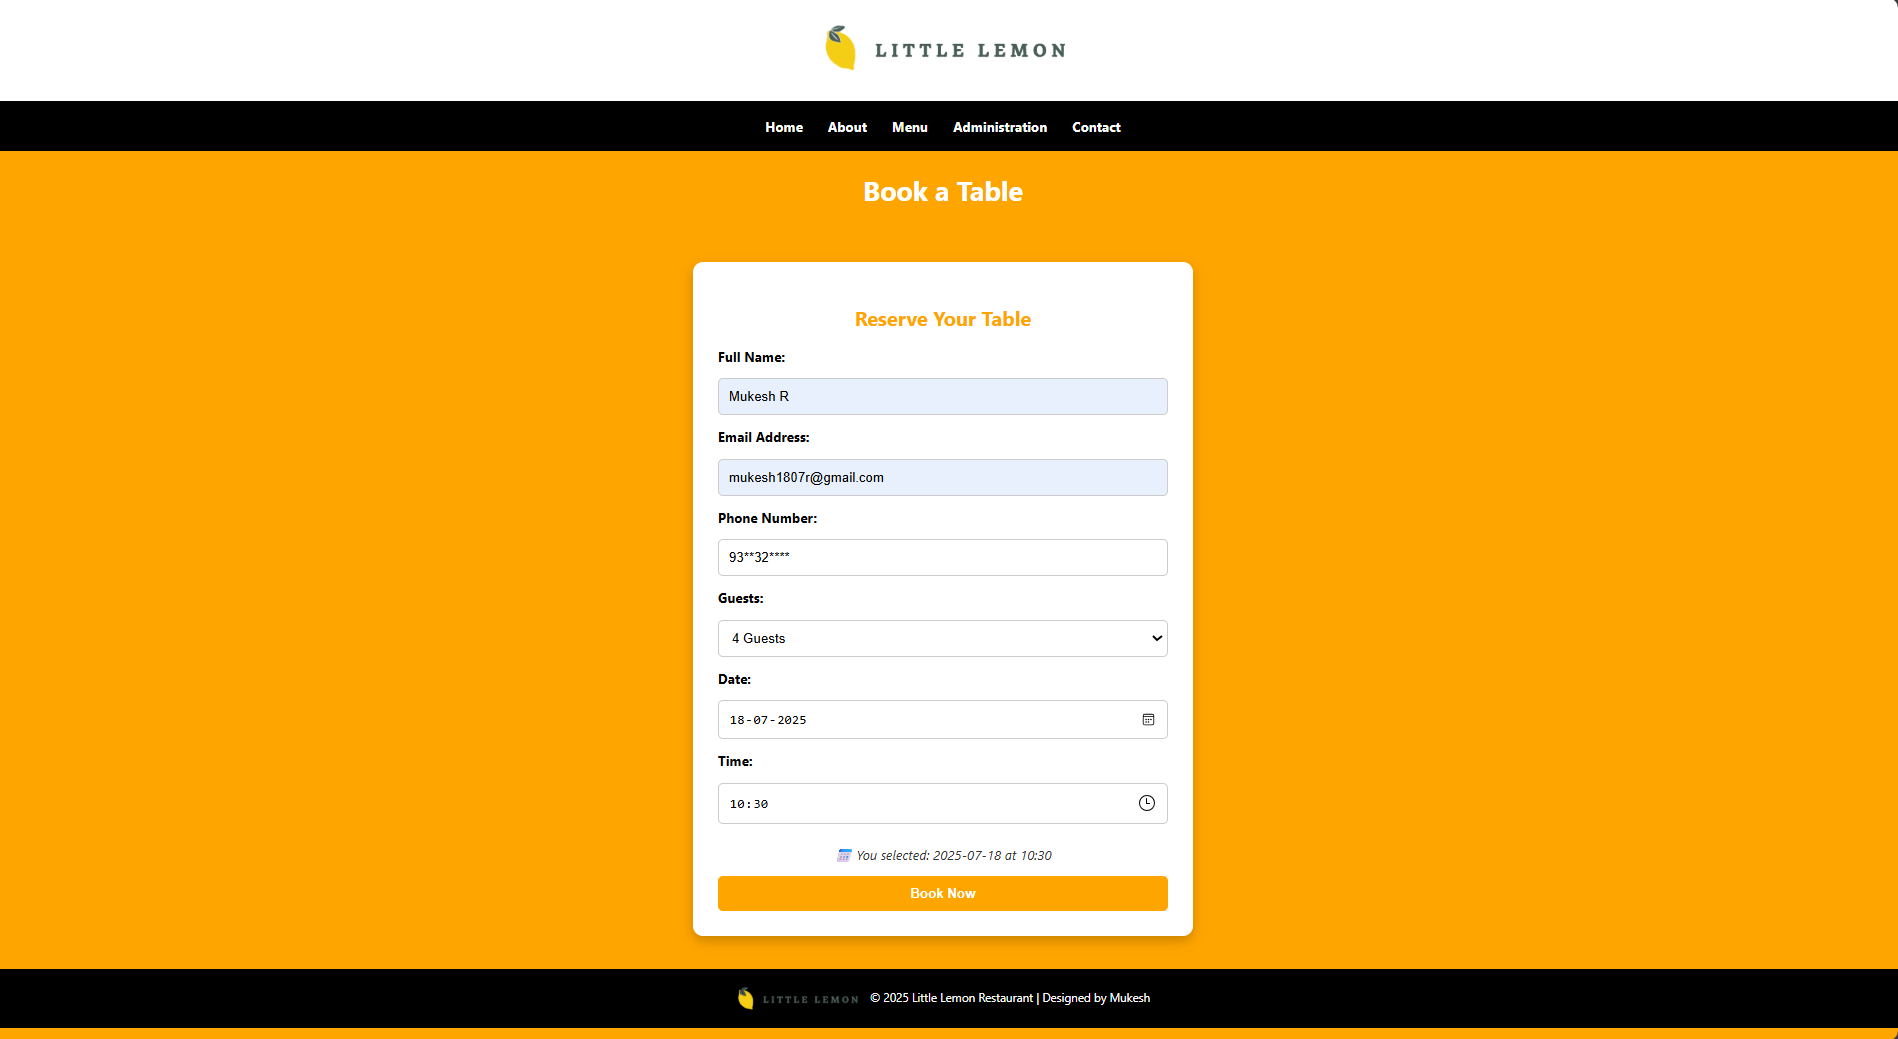 LITTLE LEMON
Home About Menu Administration Contact
Book a Table
Reserve Your Table
Full Name:
Mukesh R
Email Address:
mukesh1807r@gmail.com
Phone Number:
93**32****
Guests:
4 Guests
Date:
18-07-2025
Time:
10:30
You selected: 2025-07-18 at 10:30
Book Now
LITTLE LEMON © 2025 Little Lemon Restaurant | Designed by Mukesh